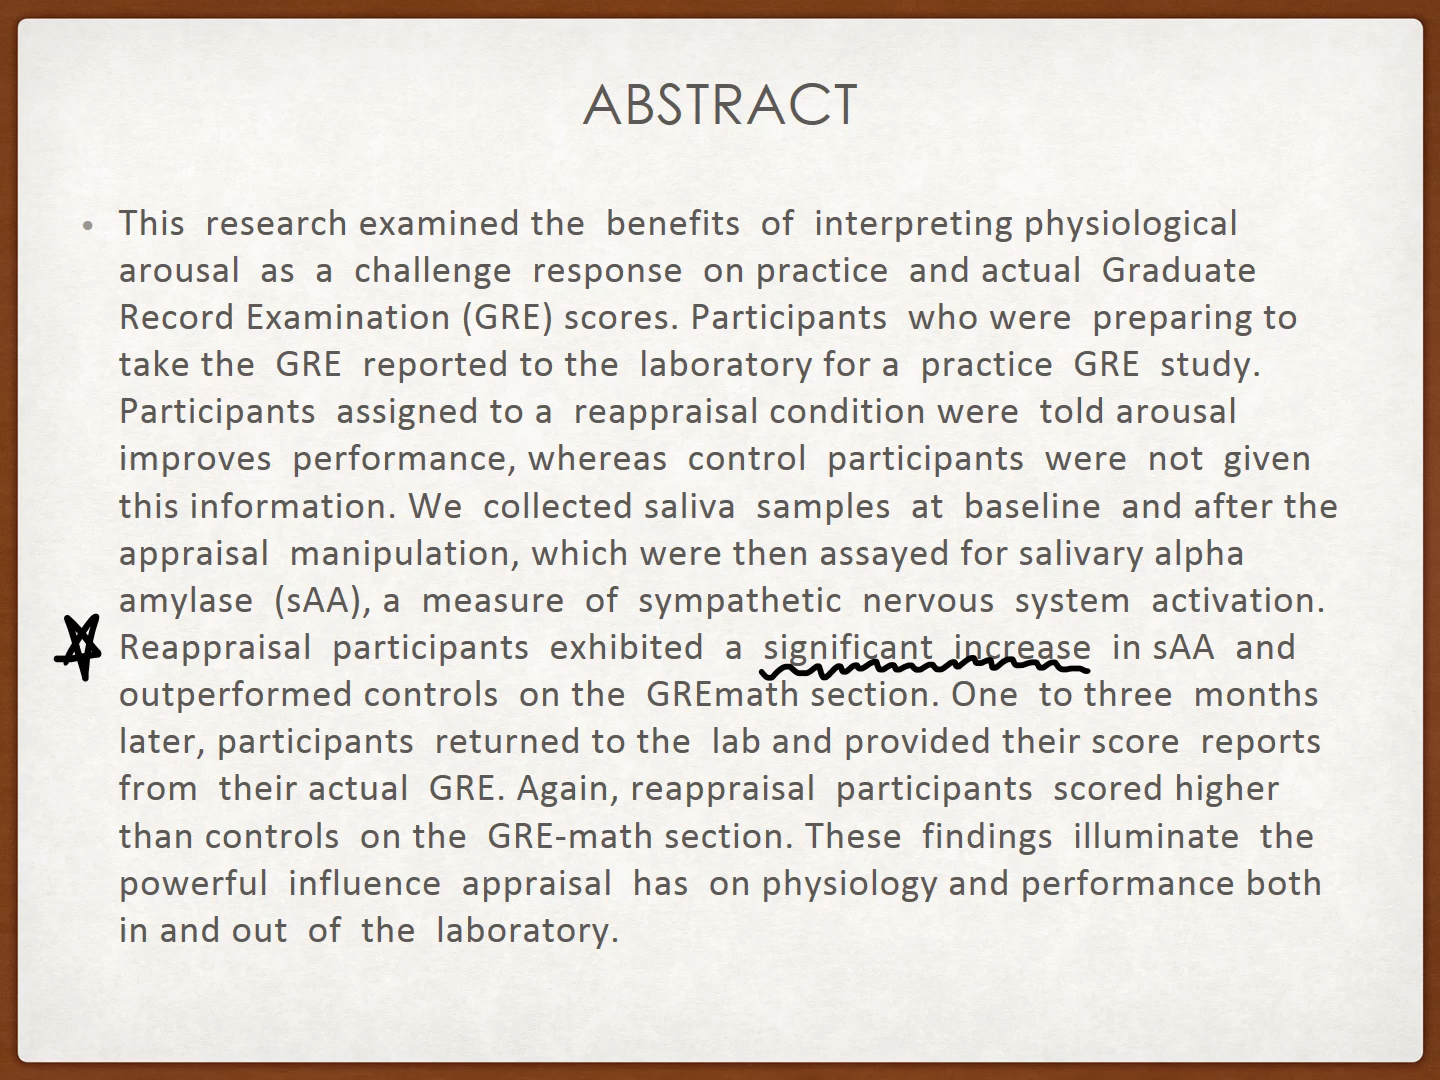 ABSTRACT
• This research examined the benefits of interpreting physiological
arousal as a challenge response on practice and actual Graduate
Record Examination (GRE) scores. Participants who were preparing to
take the GRE reported to the laboratory for a practice GRE study.
Participants assigned to a reappraisal condition were told arousal
improves performance, whereas control participants were not given
this information. We collected saliva samples at baseline and after the
appraisal manipulation, which were then assayed for salivary alpha
amylase (sAA), a measure of sympathetic nervous system activation.
Reappraisal participants exhibited a significant increase in sAA and
outperformed controls on the GREmath section. One to three months
later, participants returned to the lab and provided their score reports
from their actual GRE. Again, reappraisal participants scored higher
than controls on the GRE-math section. These findings illuminate the
powerful influence appraisal has on physiology and performance both
in and out of the laboratory.